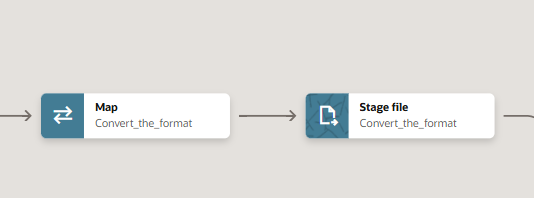 Map
Convert_the_format
Stage file
Convert_the_format